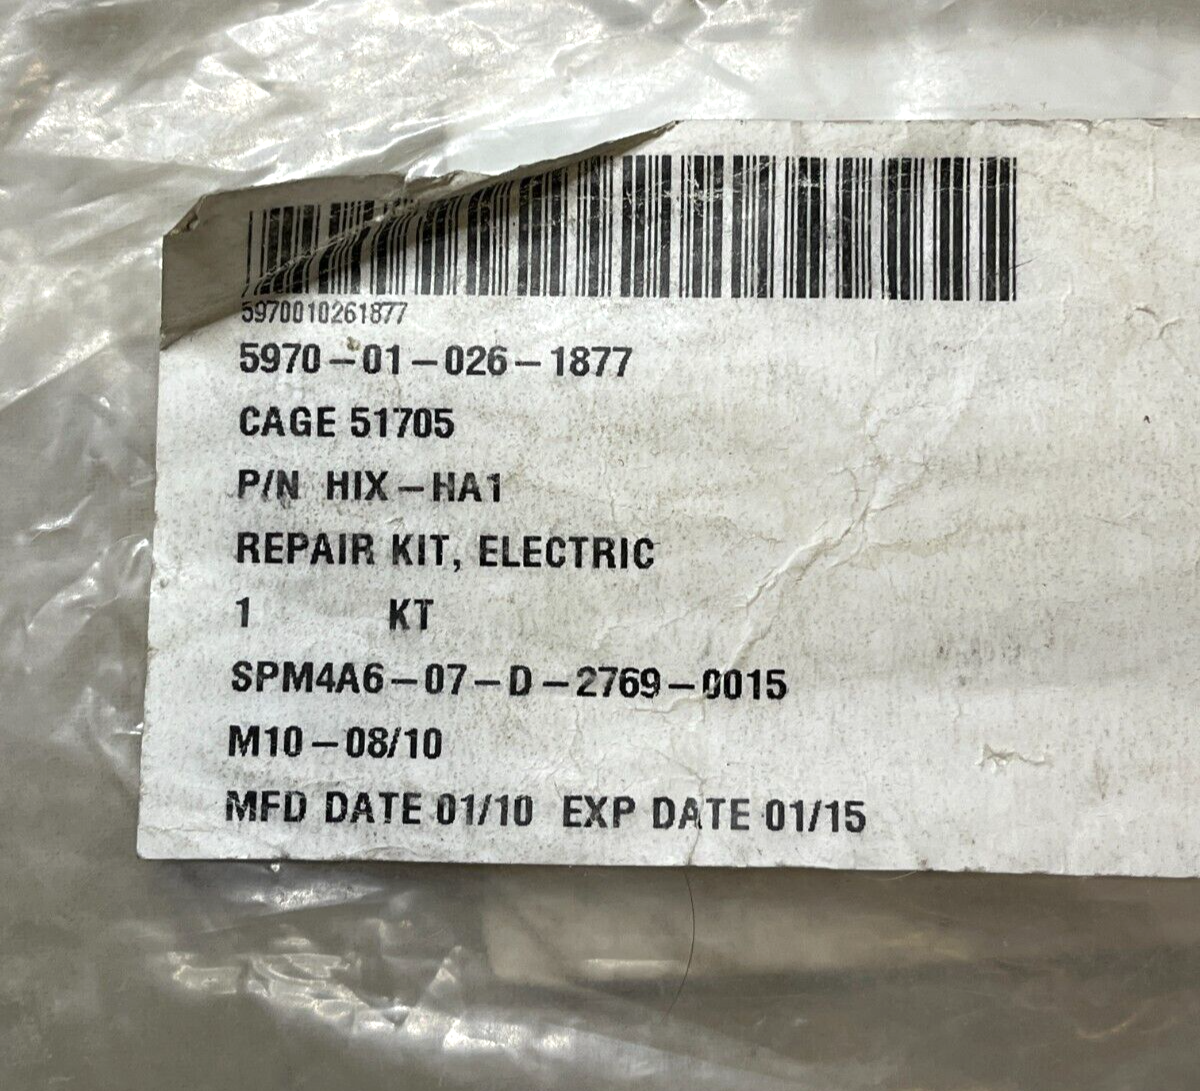 5970010261877
5970-01-026-1877
CAGE 51705
P/N HIX-HA1
REPAIR KIT, ELECTRIC
1 KT
SPM4A6-07-D-2769-0015
M10-08/10
MFD DATE 01/10 EXP DATE 01/15